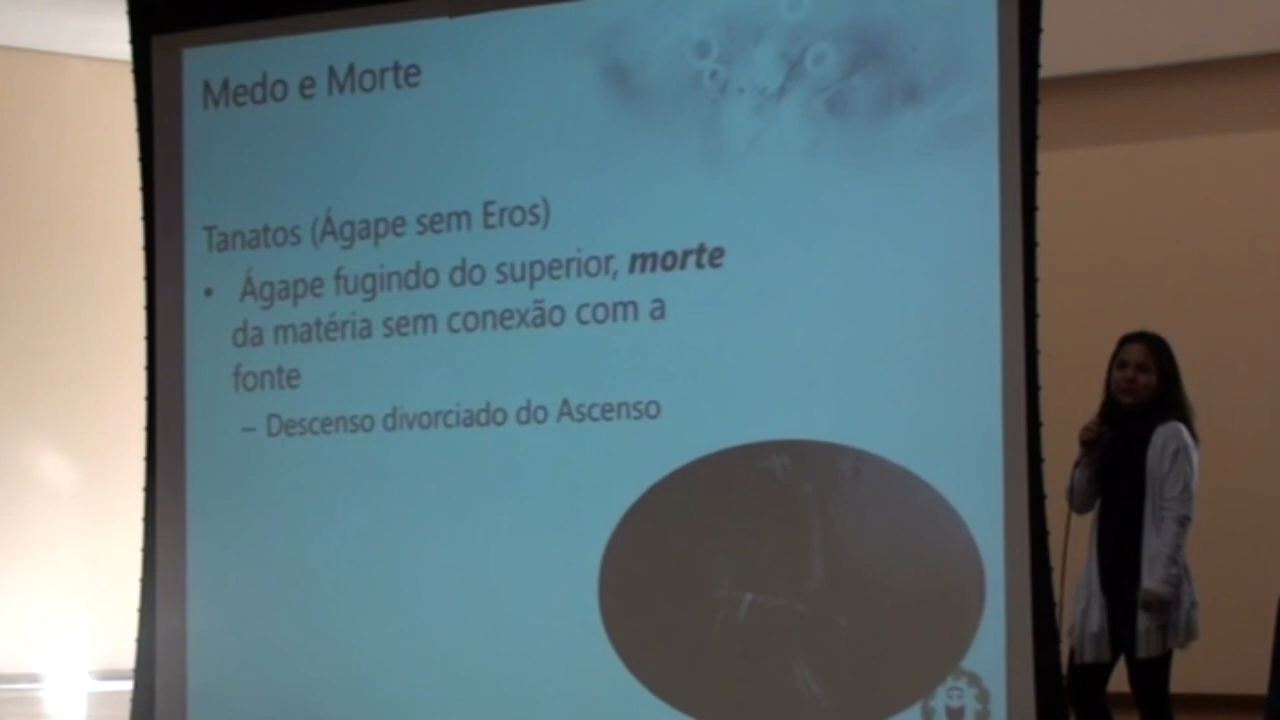 Medo e Morte
Tanatos (Ágape sem Eros)
• Ágape fugindo do superior, morte
da matéria sem conexão com a
fonte
– Descenso divorciado do Ascenso